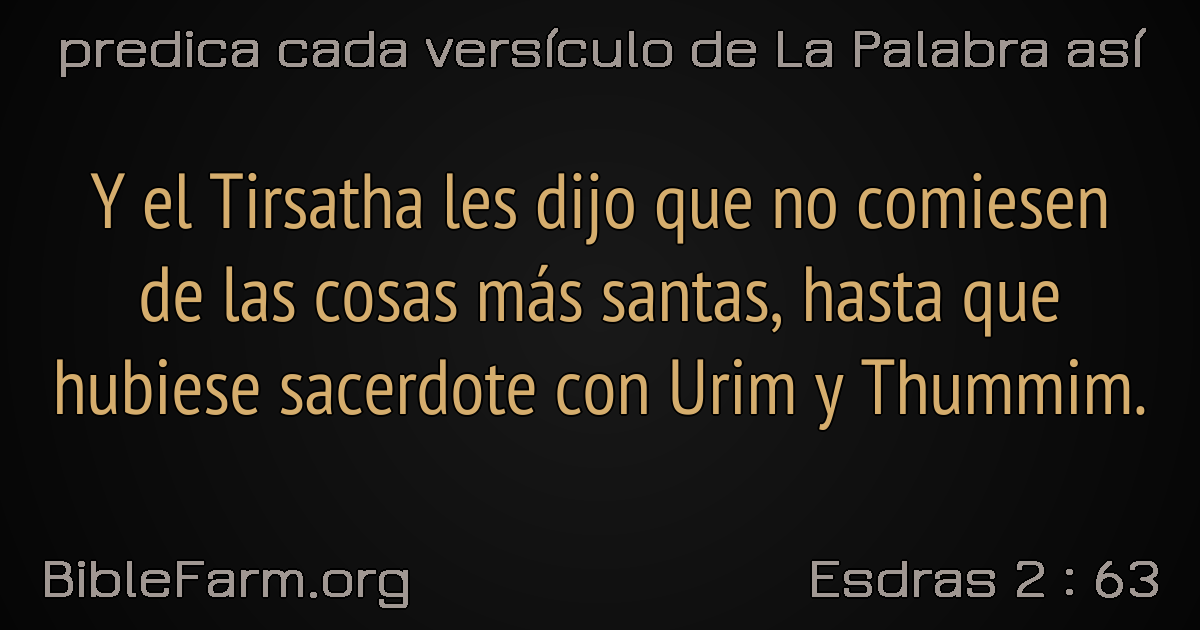 predica cada versículo de La Palabra así
Y el Tirsatha les dijo que no comiesen
de las cosas más santas, hasta que
hubiese sacerdote con Urim y Thummim.
BibleFarm.org
Esdras 2 : 63